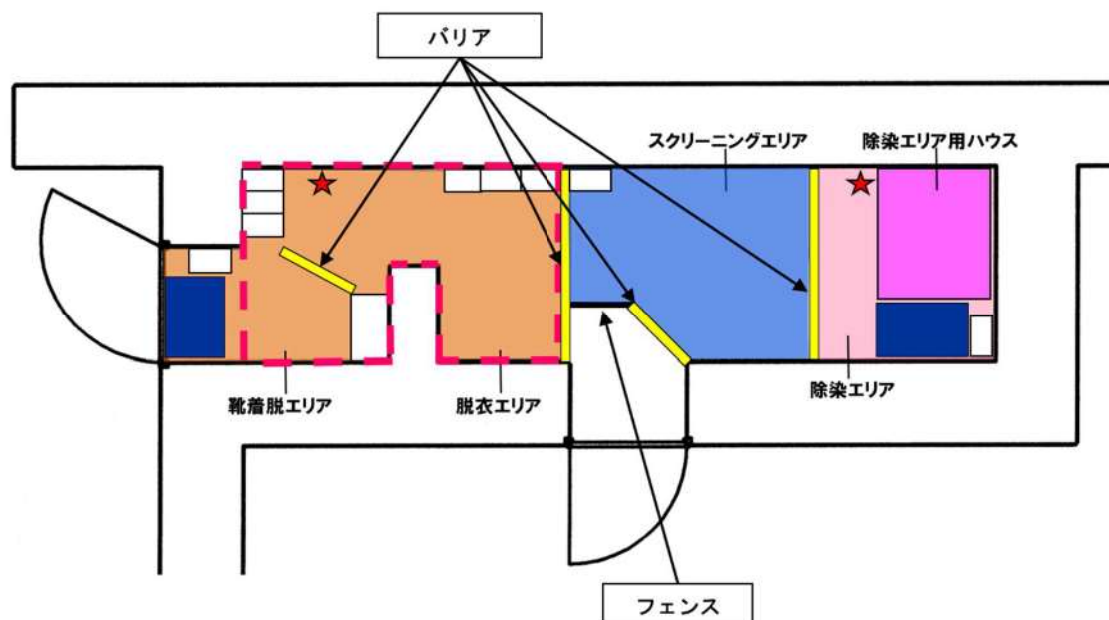 バリア
スクリーニングエリア
除染エリア用ハウス
靴着脱エリア
脱衣エリア
除染エリア
フェンス